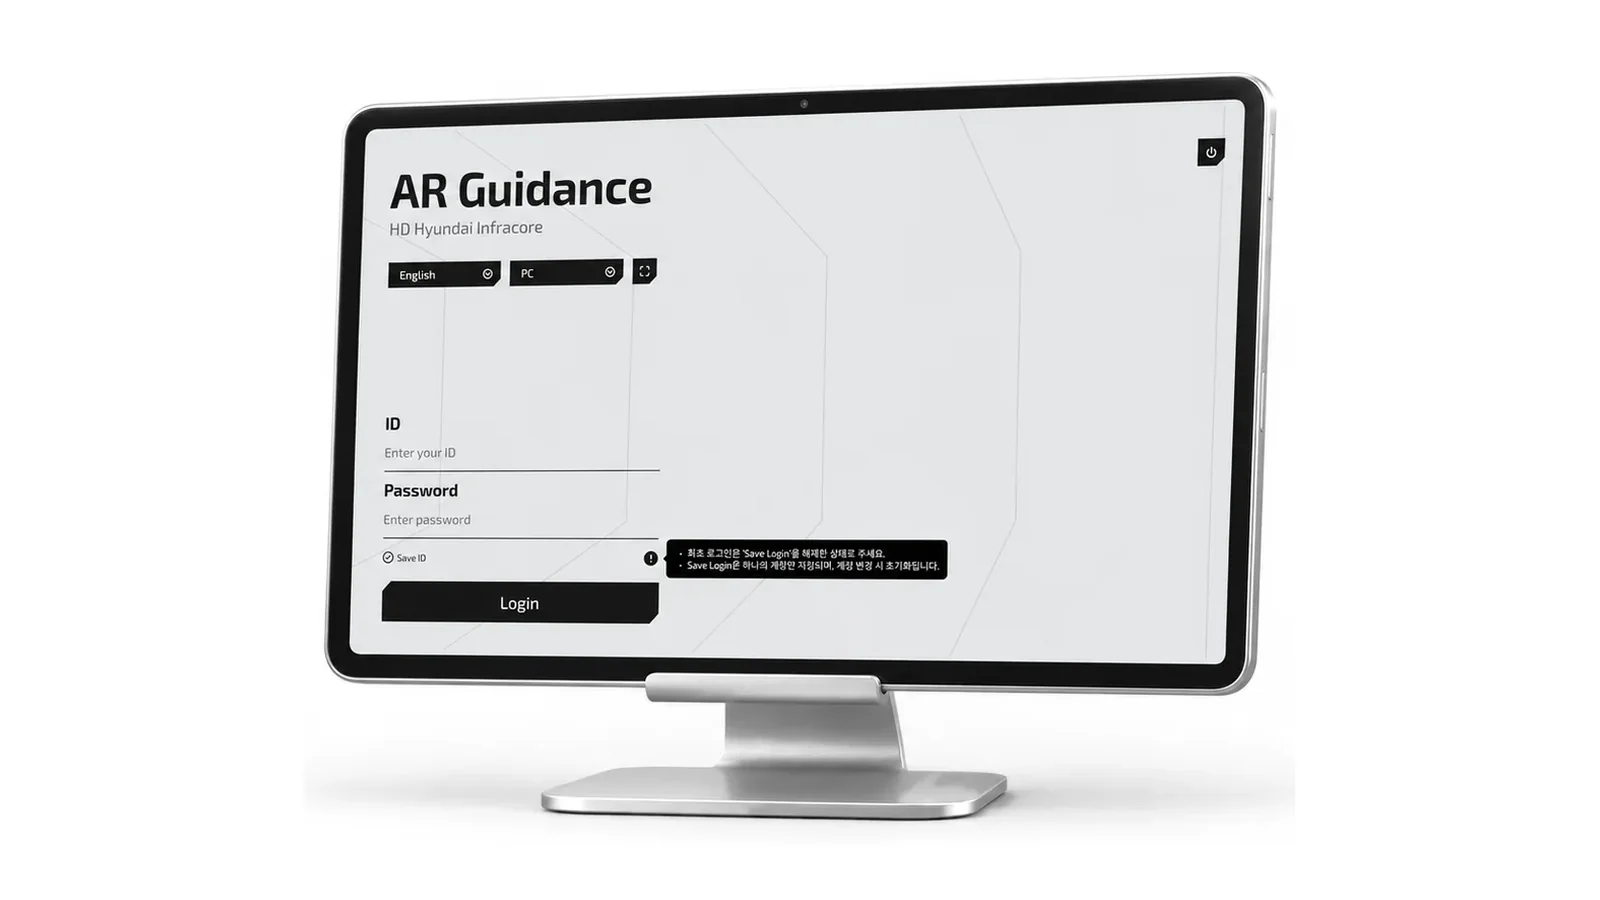 AR Guidance
HD Hyundai Infracore
English
PC
ID
Enter your ID
Password
Enter password
Save ID
• 최초 로그인은 'Save Login'을 해제한 상태로 주세요.
• Save Login은 하나의 계정만 저장되며, 계정 변경 시 초기화됩니다.
Login